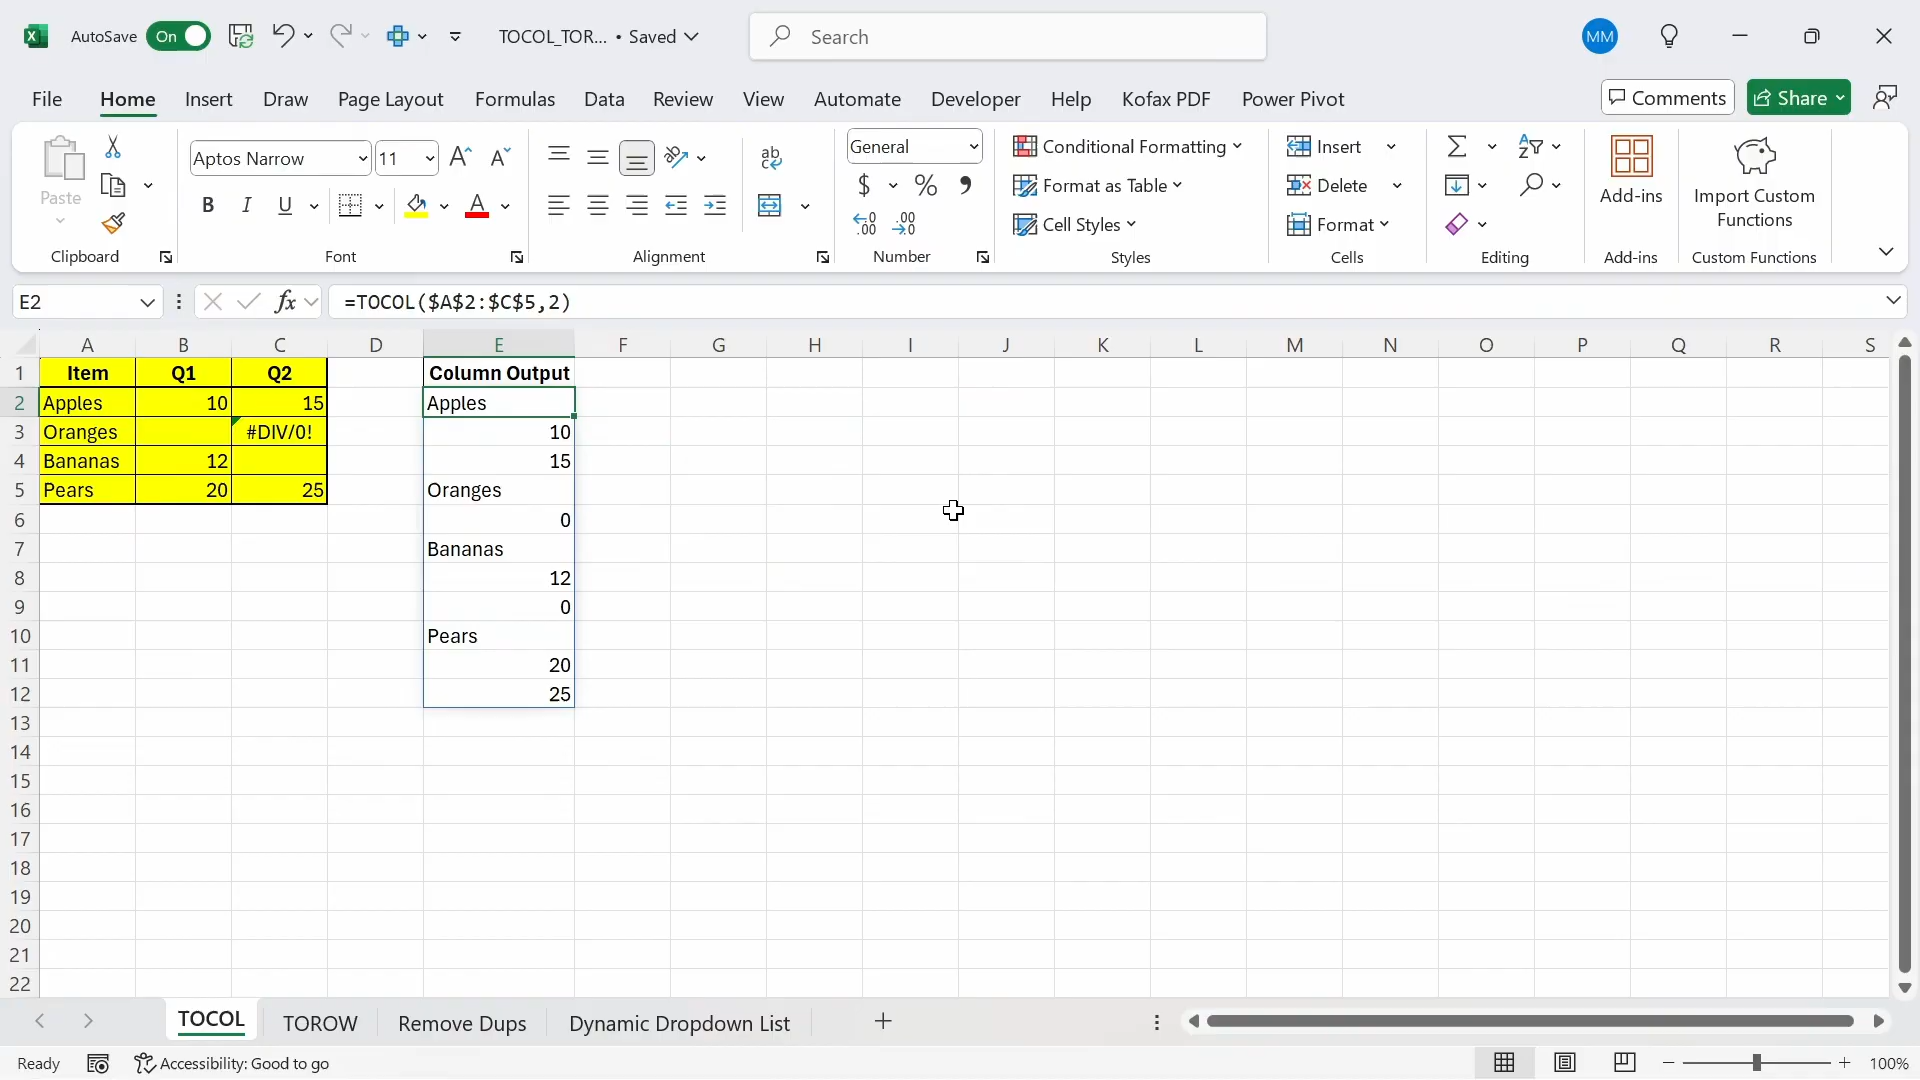 AutoSave On TOCOL_TOR... • Saved Search MM
File Home Insert Draw Page Layout Formulas Data Review View Automate Developer Help Kofax PDF Power Pivot Comments Share
Paste
Clipboard
Aptos Narrow 11
B I U A
Font
ab
Alignment
General
$ % 9
Number
Conditional Formatting
Format as Table
Cell Styles
Styles
Insert
Delete
Format
Cells
Editing
Add-ins
Add-ins
Import Custom
Functions
Custom Functions
E2 fx =TOCOL($A$2:$C$5,2)
A B C D E F G H I J K L M N O P Q R S
1 Item Q1 Q2 Column Output
2 Apples 10 15 Apples
3 Oranges #DIV/0! 10
4 Bananas 12 15
5 Pears 20 25 Oranges
6 0
7 Bananas
8 12
9 0
10 Pears
11 20
12 25
13
14
15
16
17
18
19
20
21
22
TOCOL TOROW Remove Dups Dynamic Dropdown List
Ready Accessibility: Good to go 100%